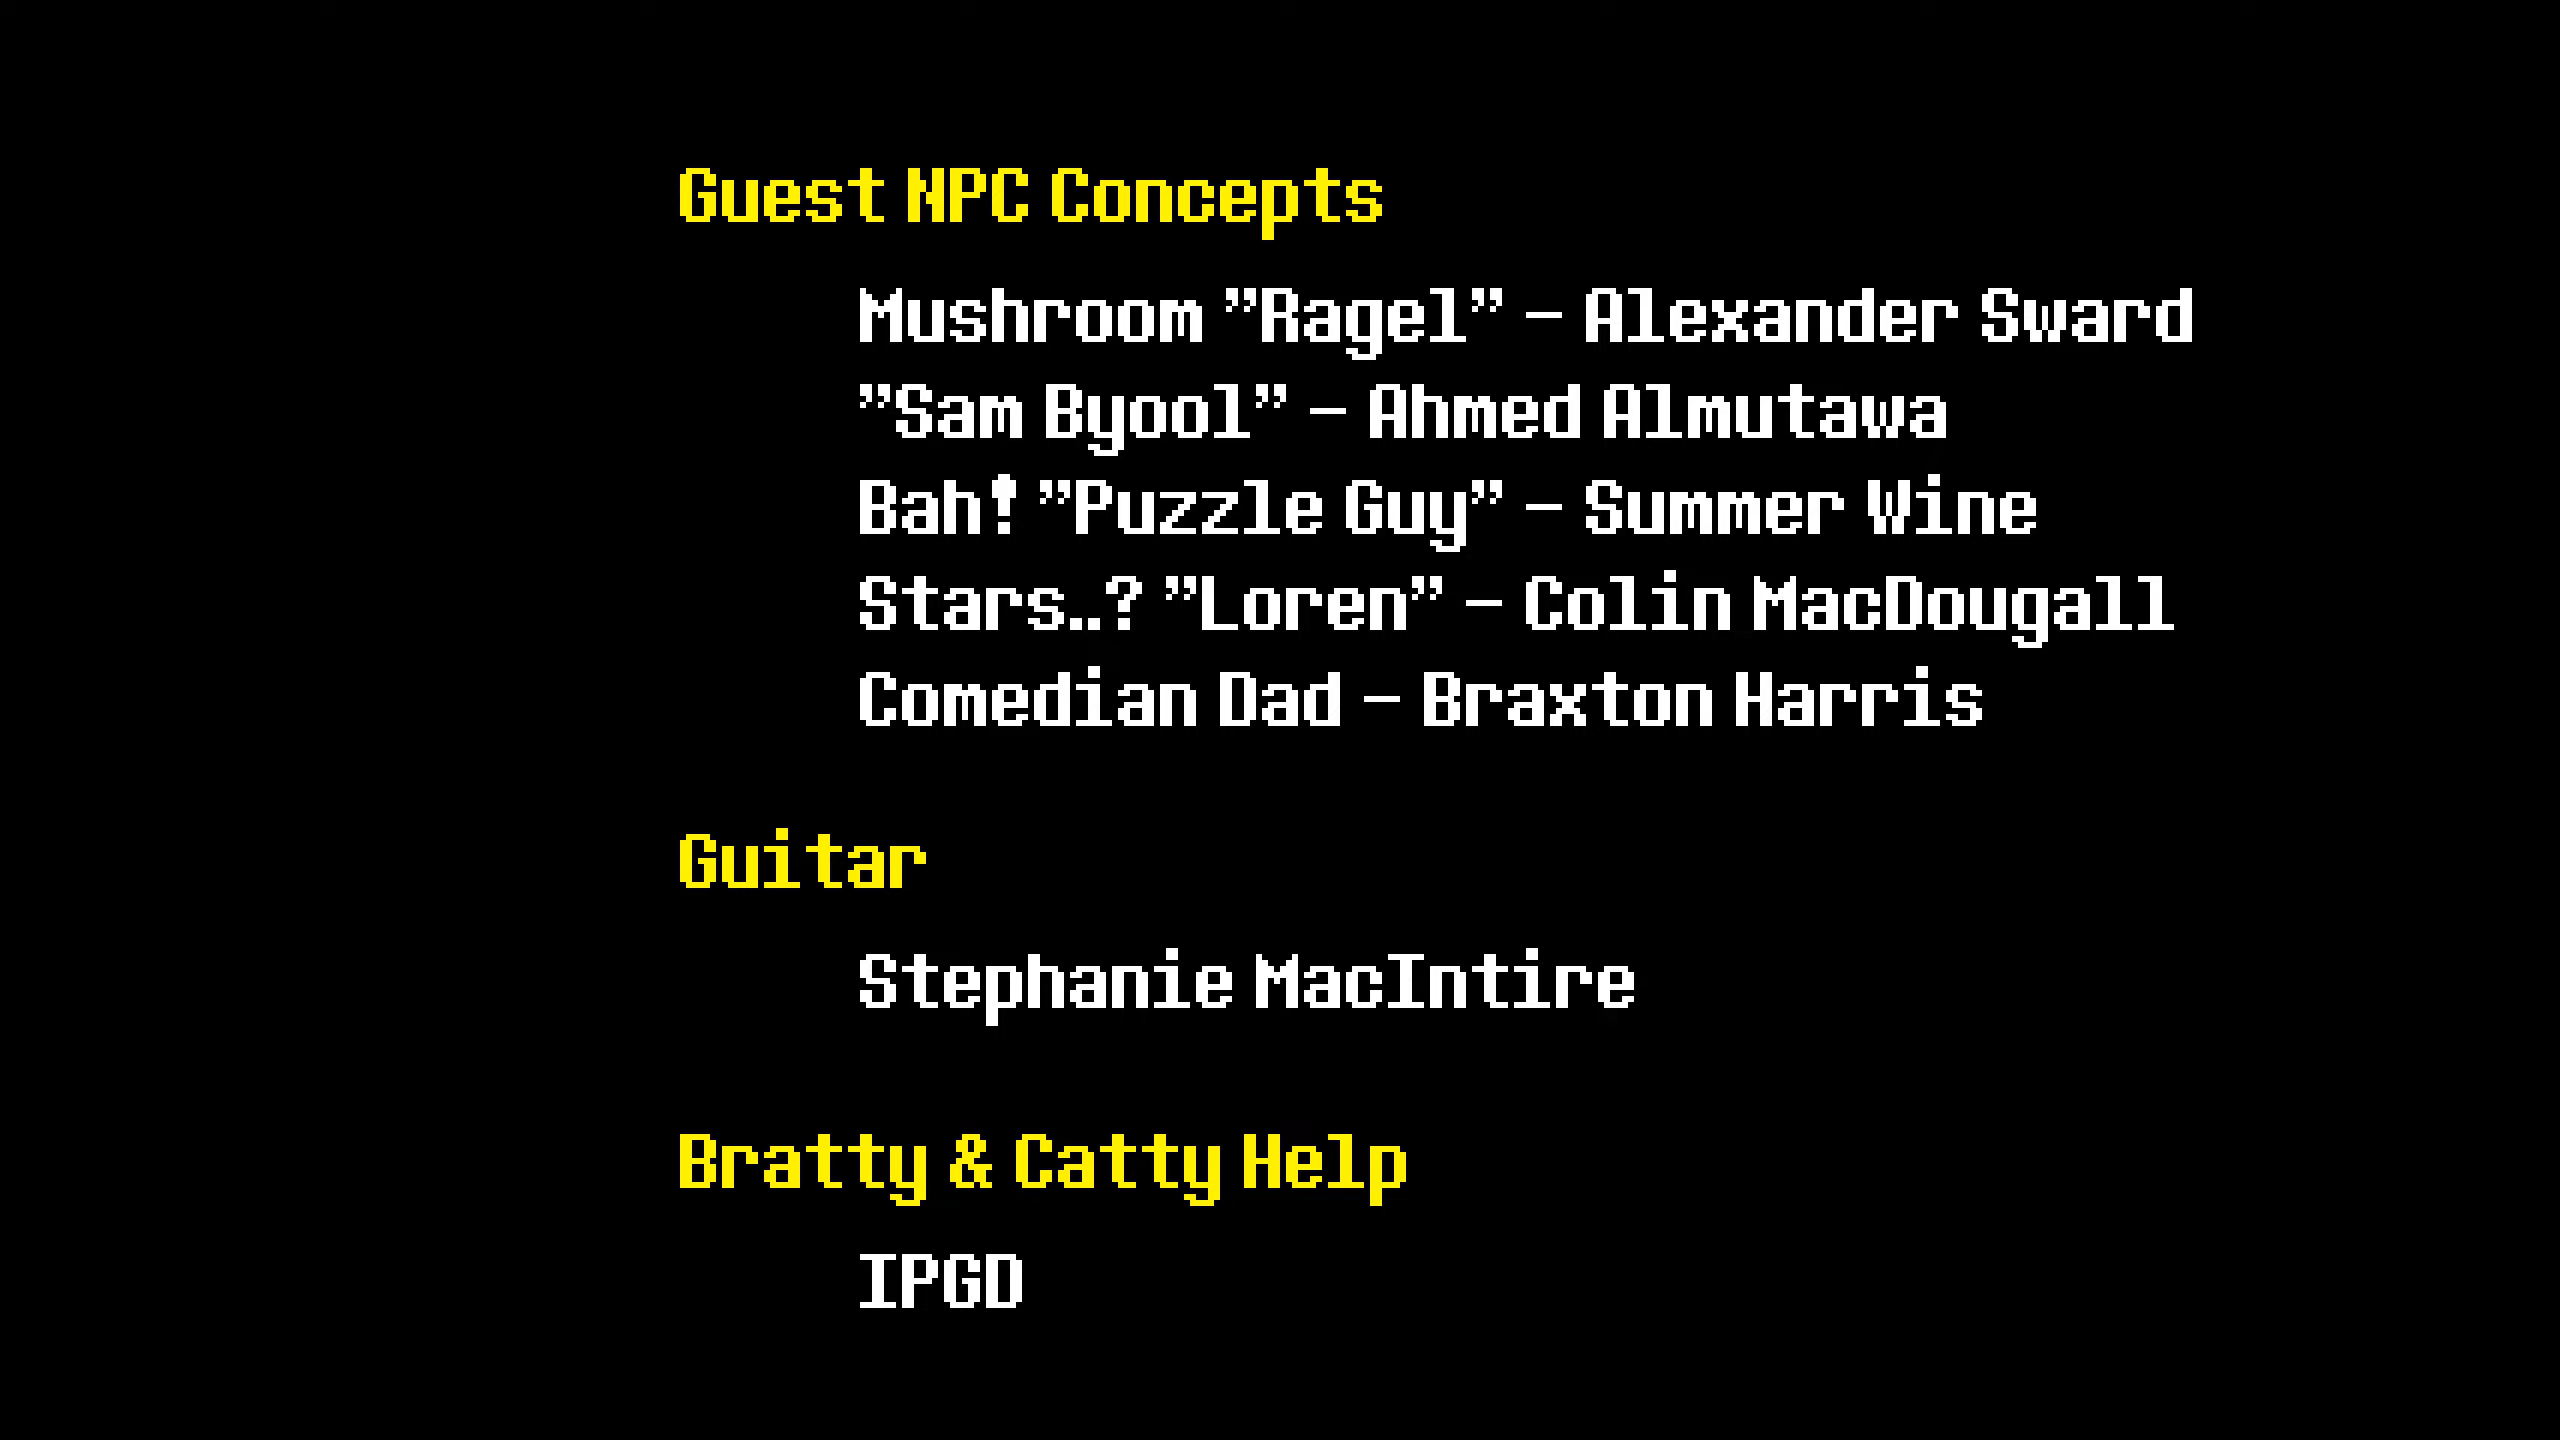 Guest NPC Concepts
Mushroom "Ragel" - Alexander Sward
"Sam Byool" - Ahmed Almutawa
Bah! "Puzzle Guy" - Summer Wine
Stars..? "Loren" - Colin MacDougall
Comedian Dad - Braxton Harris
Guitar
Stephanie MacIntire
Bratty & Catty Help
IPGD